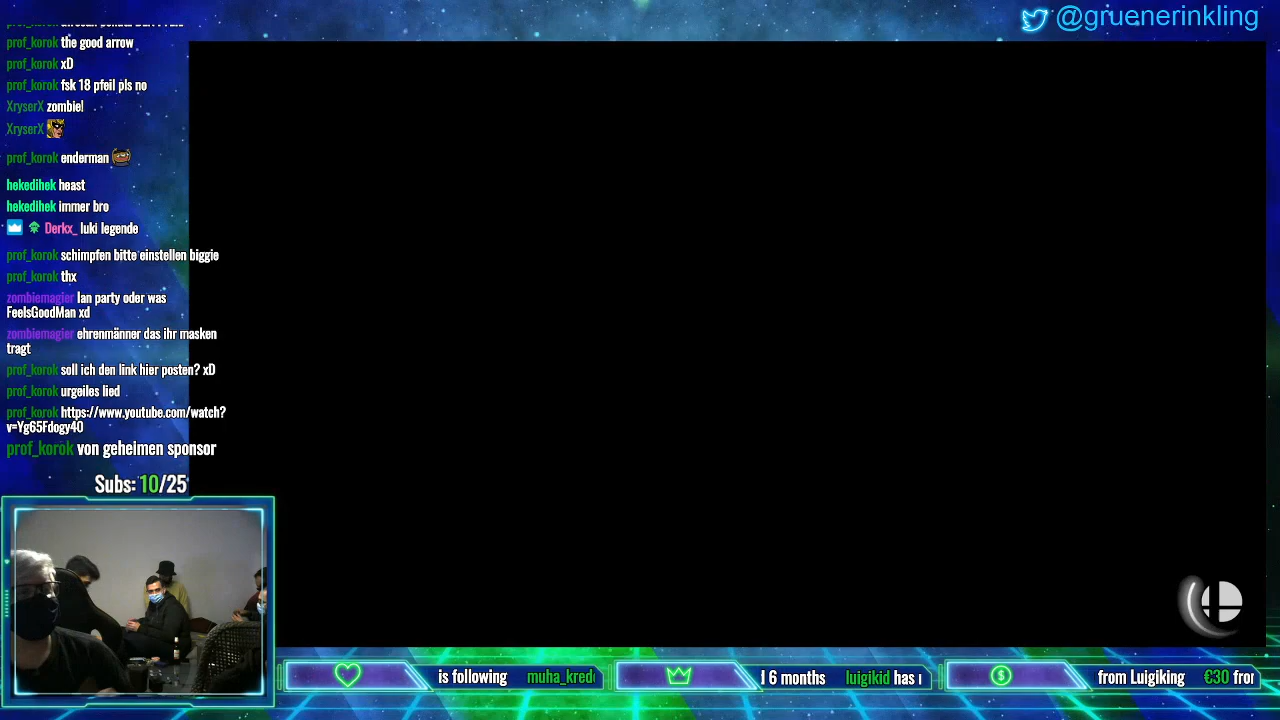 @gruenerinkling
prof_korok the good arrow
prof_korok xD
prof_korok fsk 18 pfeil pls no
XryserX zombie!
XryserX
prof_korok enderman
hekedihek heast
hekedihek immer bro
Derkx_ luki legende
prof_korok schimpfen bitte einstellen biggie
prof_korok thx
zombiemagier lan party oder was
FeelsGoodMan xd
zombiemagier ehrenmänner das ihr masken
tragt
prof_korok soll ich den link hier posten? xD
prof_korok urgeiles lied
prof_korok https://www.youtube.com/watch?
v=Yg65Fdogy40
prof_korok von geheimen sponsor
Subs: 10/25
is following muha_kred
6 months luigikid has
from Luigiking €30